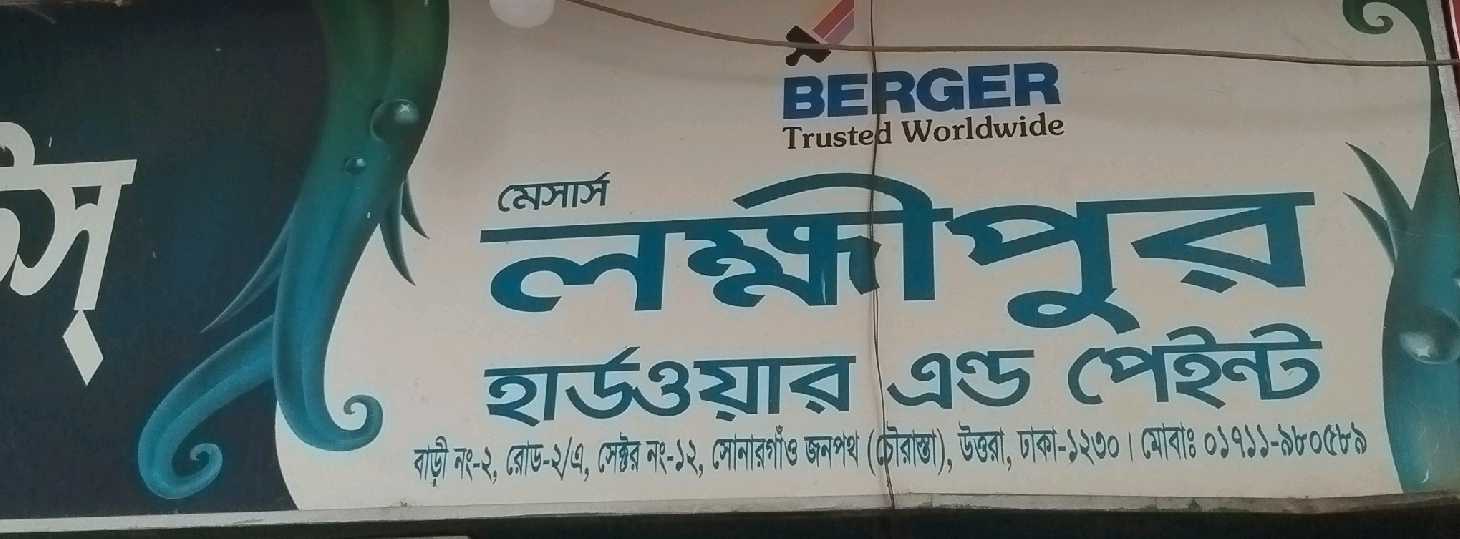 BERGER
Trusted Worldwide
মেসার্স
লক্ষ্মীপুর
হার্ডওয়ার এন্ড পেইন্ট
বাড়ী নং-২, রোড-২/এ, সেক্টর নং-১২, সোনারগাঁও জনপথ (চৌরাস্তা), উত্তরা, ঢাকা-১২৩০। মোবাঃ ০১৭১১-৯৮০৫৮৯